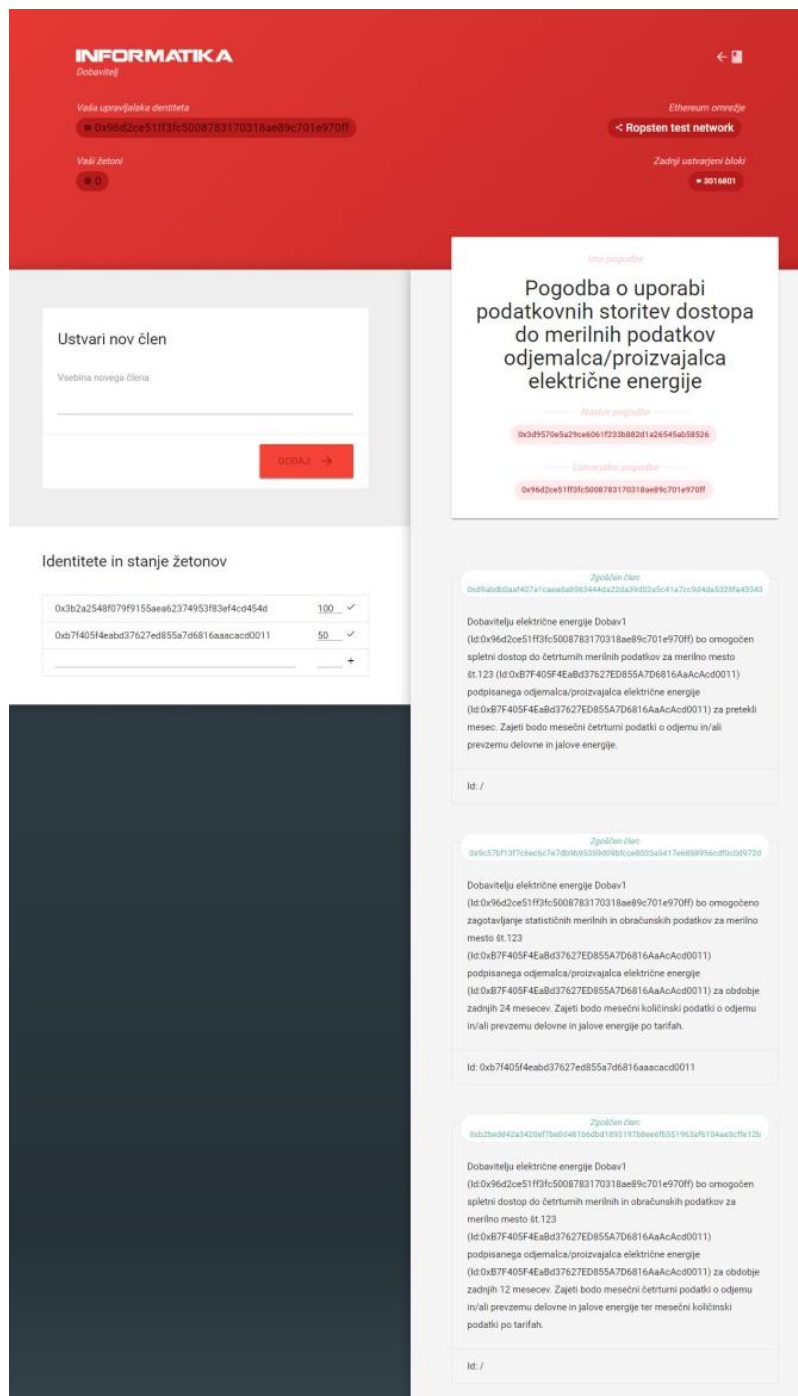 INFORMATIKA
Dobavitelj
Vaša upravljalska dentiteta
0x96d2ce51ff3fc5008783170318ae89c701e970ff
Vaši žetoni
0
Ethereum omrežje
Ropsten test network
Zadnji ustvarjeni bloki
3016801
Ustvari nov člen
Vsebina novega člena
DODAJ →
Identitete in stanje žetonov
0x3b2a2548f079f9155aea62374953f83ef4cd454d 100
0xb7f405f4eabd37627ed855a7d6816aaacacd0011 50
+
Ime pogodbe
Pogodba o uporabi
podatkovnih storitev dostopa
do merilnih podatkov
odjemalca/proizvajalca
električne energije
Naslov pogodbe
0x3d9570e5a29ce6061f233b882d1a26545ab58526
Ustvarjalec pogodbe
0x96d2ce51ff3fc5008783170318ae89c701e970ff
Zgoščen člen:
Dobavitelju električne energije Dobav1
(Id:0x96d2ce51ff3fc5008783170318ae89c701e970ff) bo omogočen
spletni dostop do četrturnih merilnih podatkov za merilno mesto
št.123 (Id:0xB7F405F4EaBd37627ED855A7D6816AaAcAcd0011)
podpisanega odjemalca/proizvajalca električne energije
(Id:0xB7F405F4EaBd37627ED855A7D6816AaAcAcd0011) za pretekli
mesec. Zajeti bodo mesečni četrturni podatki o odjemu in/ali
prevzemu delovne in jalove energije.
Id: /
Zgoščen člen:
Dobavitelju električne energije Dobav1
(Id:0x96d2ce51ff3fc5008783170318ae89c701e970ff) bo omogočeno
zagotavljanje statističnih merilnih in obračunskih podatkov za merilno
mesto št.123
(Id:0xB7F405F4EaBd37627ED855A7D6816AaAcAcd0011)
podpisanega odjemalca/proizvajalca električne energije
(Id:0xB7F405F4EaBd37627ED855A7D6816AaAcAcd0011) za obdobje
zadnjih 24 mesecev. Zajeti bodo mesečni količinski podatki o odjemu
in/ali prevzemu delovne in jalove energije po tarifah.
Id: 0xb7f405f4eabd37627ed855a7d6816aaacacd0011
Zgoščen člen:
Dobavitelju električne energije Dobav1
(Id:0x96d2ce51ff3fc5008783170318ae89c701e970ff) bo omogočen
spletni dostop do četrturnih merilnih in obračunskih podatkov za
merilno mesto št.123
(Id:0xB7F405F4EaBd37627ED855A7D6816AaAcAcd0011)
podpisanega odjemalca/proizvajalca električne energije
(Id:0xB7F405F4EaBd37627ED855A7D6816AaAcAcd0011) za obdobje
zadnjih 12 mesecev. Zajeti bodo mesečni četrturni podatki o odjemu
in/ali prevzemu delovne in jalove energije ter mesečni količinski
podatki po tarifah.
Id: /